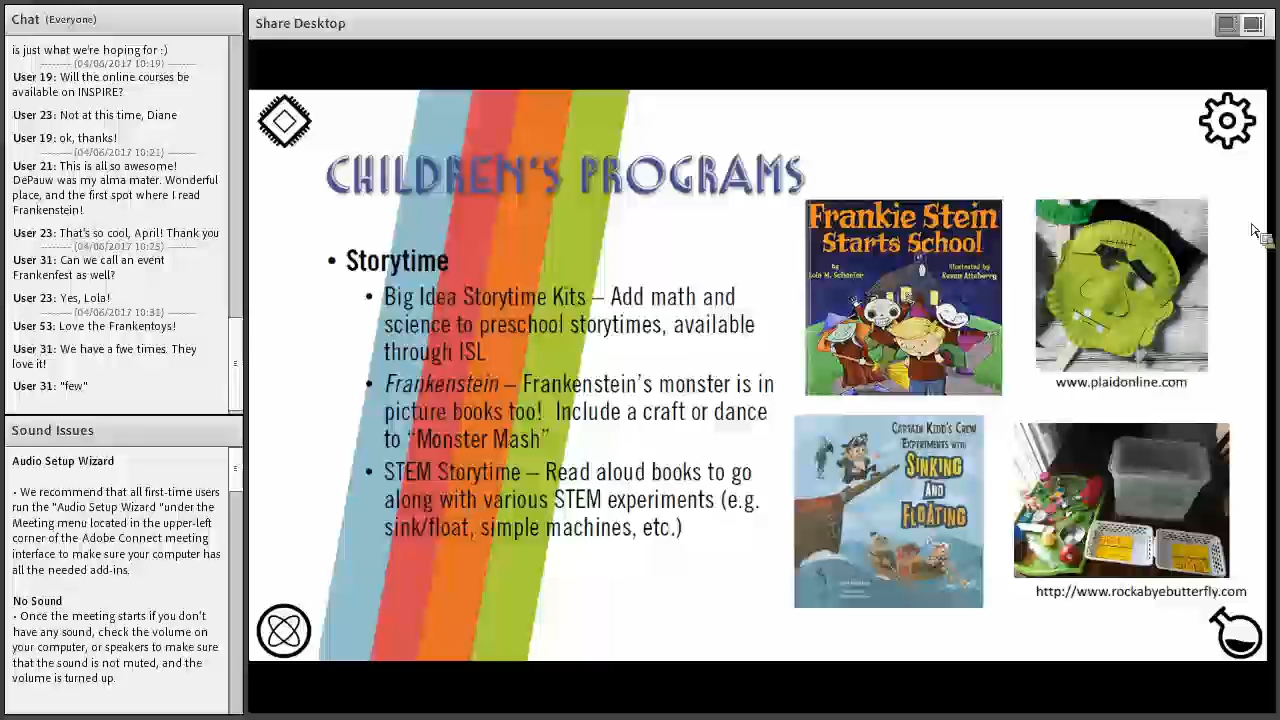 Chat (Everyone)
is just what we're hoping for :)
-------- (04/06/2017 10:19) --------
User 19: Will the online courses be
available on INSPIRE?
User 23: Not at this time, Diane
User 19: ok, thanks!
-------- (04/06/2017 10:21) --------
User 21: This is all so awesome!
DePauw was my alma mater. Wonderful
place, and the first spot where I read
Frankenstein!
User 23: That's so cool, April! Thank you
-------- (04/06/2017 10:25) --------
User 31: Can we call an event
Frankenfest as well?
User 23: Yes, Lola!
-------- (04/06/2017 10:31) --------
User 53: Love the Frankentoys!
User 31: We have a fwe times. They
love it!
User 31: "few"
Sound Issues
Audio Setup Wizard
• We recommend that all first-time users
run the "Audio Setup Wizard "under the
Meeting menu located in the upper-left
corner of the Adobe Connect meeting
interface to make sure your computer has
all the needed add-ins.
No Sound
• Once the meeting starts if you don't
have any sound, check the volume on
your computer, or speakers to make sure
that the sound is not muted, and the
volume is turned up.
Share Desktop
CHILDREN'S PROGRAMS
• Storytime
• Big Idea Storytime Kits – Add math and
science to preschool storytimes, available
through ISL
• Frankenstein – Frankenstein's monster is in
picture books too! Include a craft or dance
to "Monster Mash"
• STEM Storytime – Read aloud books to go
along with various STEM experiments (e.g.
sink/float, simple machines, etc.)
Frankie Stein
Starts School
by
Lola M. Schaefer
Illustrated by
Kevan Atteberry
www.plaidonline.com
CAPTAIN KIDD'S CREW
EXPERIMENTS WITH
SINKING
AND
FLOATING
http://www.rockabyebutterfly.com